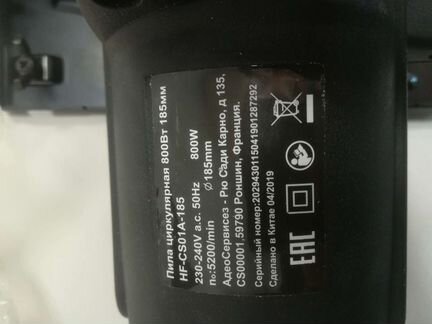 Пила циркулярная 800Вт 185мм
HF-CS01A-185 800W
230-240V a.c. 50Hz ∅185mm
n₀:5200/min
АдеоСервисез - Рю Сади Карно, д 135,
CS00001.59790 Роншин, Франция.
Серийный номер:2029430115041901287292
Сделано в Китае 04/2019
EAC